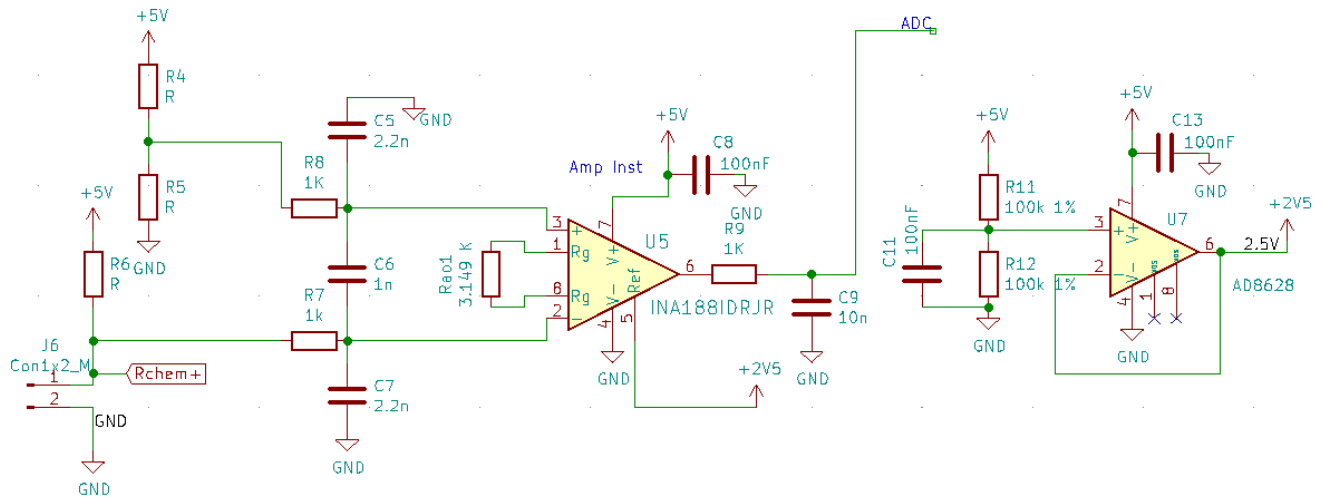 +5V
R4
R
R5
R
GND
+5V
R6
R
J6
Con1x2_M
1
2
Rchem+
GND
GND
C5
2.2n
GND
R8
1K
C6
1n
R7
1k
C7
2.2n
GND
Amp Inst
+5V
C8
100nF
GND
Rao1
3.149 K
3
1
8
2
+
Rg
Rg
-
7
V+
V-
4
Ref
5
U5
6
INA188IDRJR
GND
+2V5
R9
1K
C9
10n
GND
ADC
+5V
R11
100k 1%
R12
100k 1%
C11
100nF
GND
+5V
C13
100nF
GND
U7
3
2
+
-
7
V+
V-
4
1
8
6
2.5V
+2V5
AD8628
GND